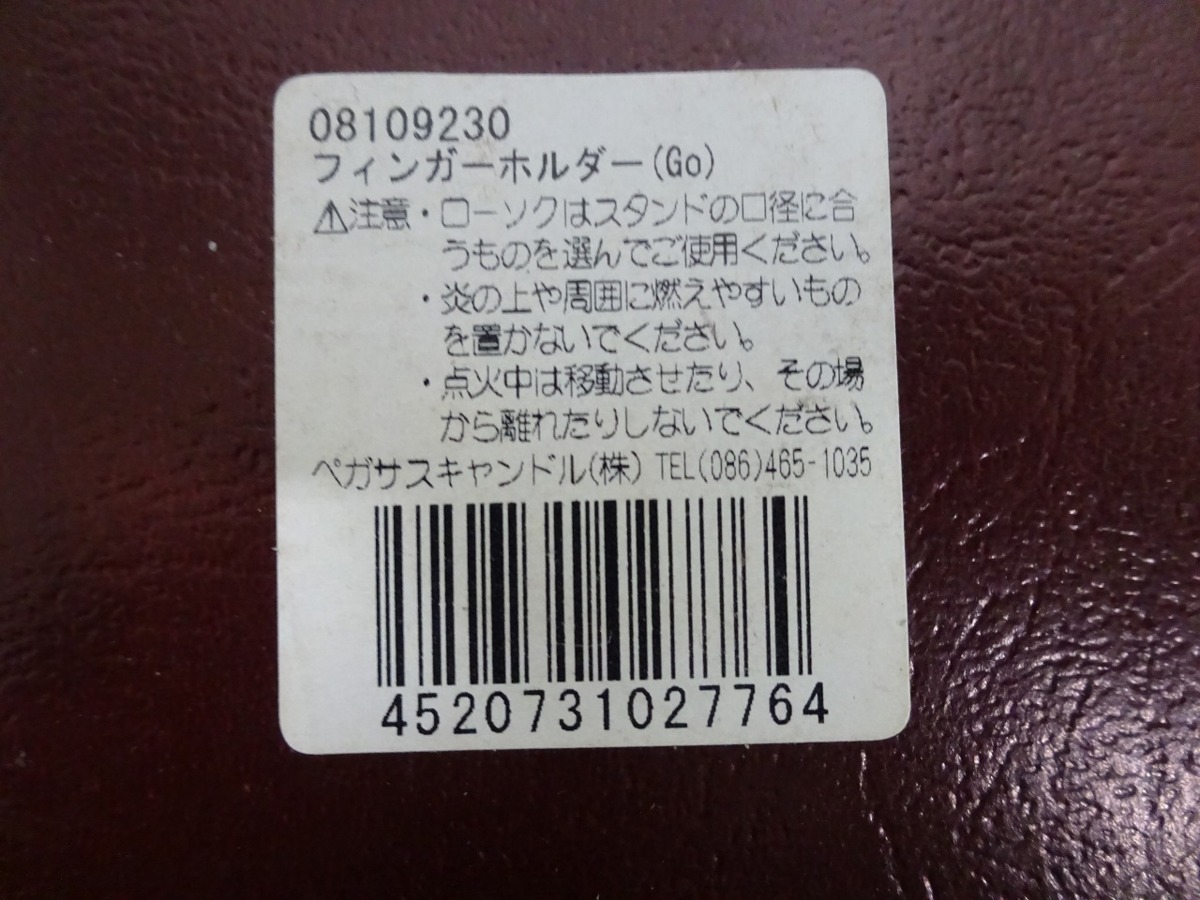 08109230
フィンガーホルダー(Go)
⚠注意・ローソクはスタンドの口径に合
うものを選んでご使用ください。
・炎の上や周囲に燃えやすいもの
を置かないでください。
・点火中は移動させたり、その場
から離れたりしないでください。
ペガサスキャンドル(株) TEL(086)465-1035
4520731027764